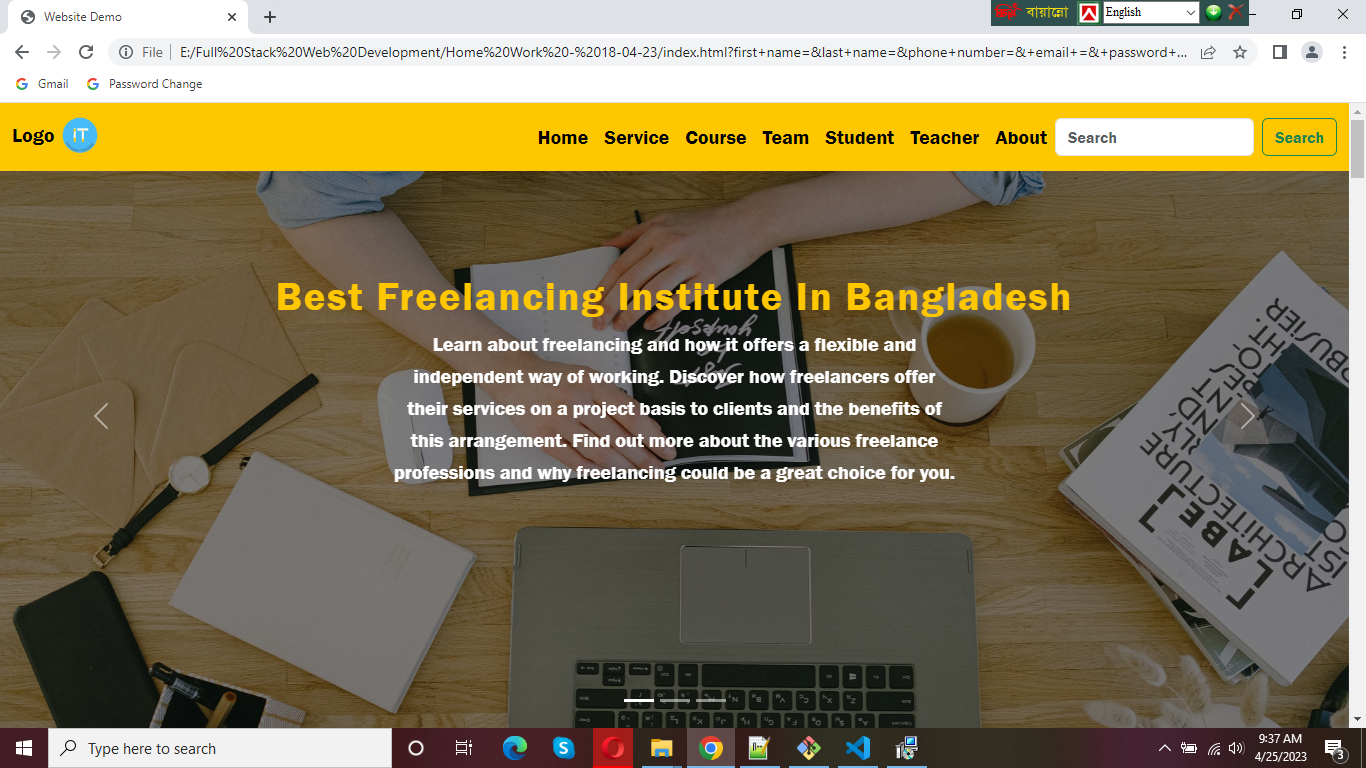 Website Demo
বায়ান্নো
English
File
E:/Full%20Stack%20Web%20Development/Home%20Work%20-%2018-04-23/index.html?first+name=&last+name=&phone+number=&+email+=&+password+...
Gmail
Password Change
Logo iT
Home Service Course Team Student Teacher About Search Search
Best Freelancing Institute In Bangladesh
Learn about freelancing and how it offers a flexible and
independent way of working. Discover how freelancers offer
their services on a project basis to clients and the benefits of
this arrangement. Find out more about the various freelance
professions and why freelancing could be a great choice for you.
yourself
LABEL
ARCHITECTURE
Type here to search
9:37 AM
4/25/2023
3